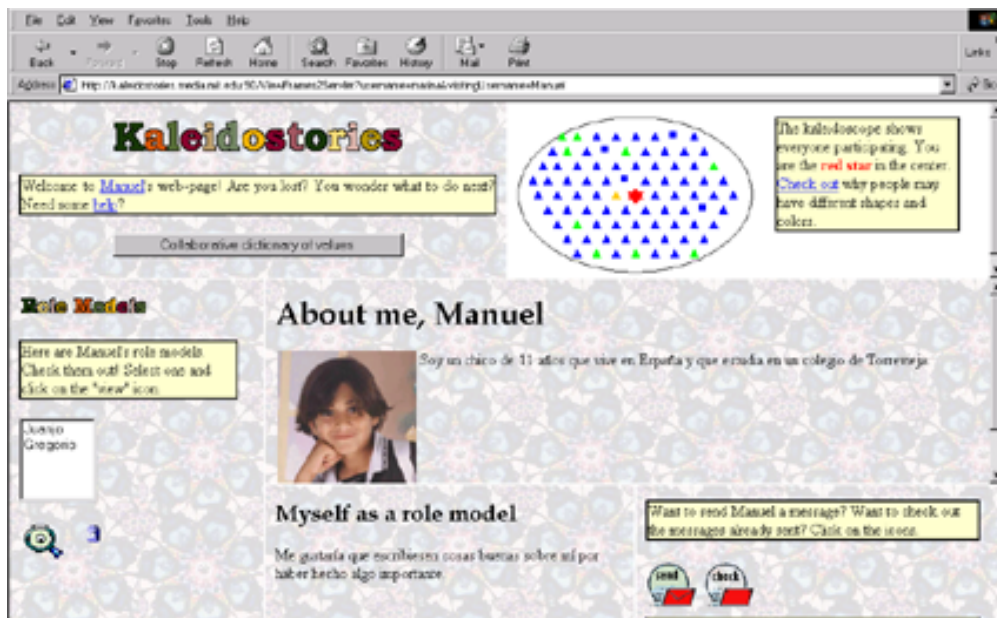 File Edit View Favorites Tools Help
Back Forward Stop Refresh Home Search Favorites History Mail Print
Links
Address
Kaleidostories
Welcome to Manuel's web-page! Are you lost? You wonder what to do next?
Need some help?
Collaborative dictionary of values
The kaleidoscope shows
everyone participating. You
are the red star in the center.
Check out why people may
have different shapes and
colors.
Role Models
Here are Manuel's role models.
Check them out! Select one and
click on the "view" icon.
Juanjo
Gregorio
About me, Manuel
Soy un chico de 11 años que vive en España y que estudia en un colegio de Torrevieja
Myself as a role model
Me gustaría que escribiesen cosas buenas sobre mí por
haber hecho algo importante.
Want to send Manuel a message? Want to check out
the messages already sent? Click on the icons.
send check